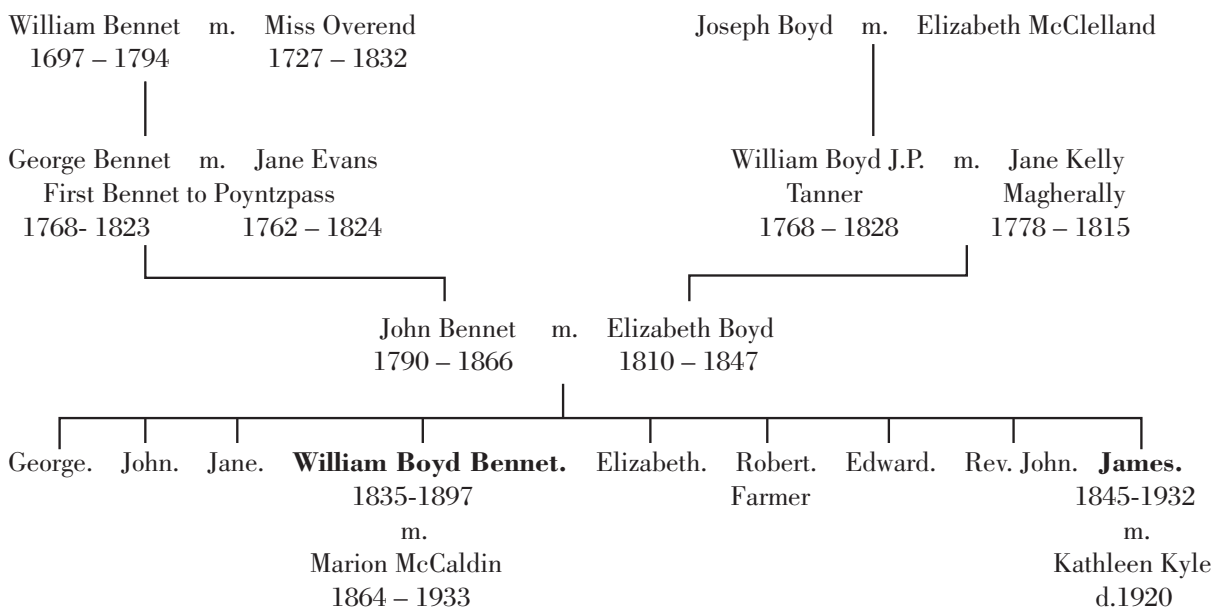 William Bennet m. Miss Overend Joseph Boyd m. Elizabeth McClelland
1697 – 1794 1727 – 1832
George Bennet m. Jane Evans William Boyd J.P. m. Jane Kelly
First Bennet to Poyntzpass Tanner Magherally
1768- 1823 1762 – 1824 1768 – 1828 1778 – 1815
John Bennet m. Elizabeth Boyd
1790 – 1866 1810 – 1847
George. John. Jane. William Boyd Bennet. Elizabeth. Robert. Edward. Rev. John. James.
1835-1897 Farmer 1845-1932
m. m.
Marion McCaldin Kathleen Kyle
1864 – 1933 d.1920